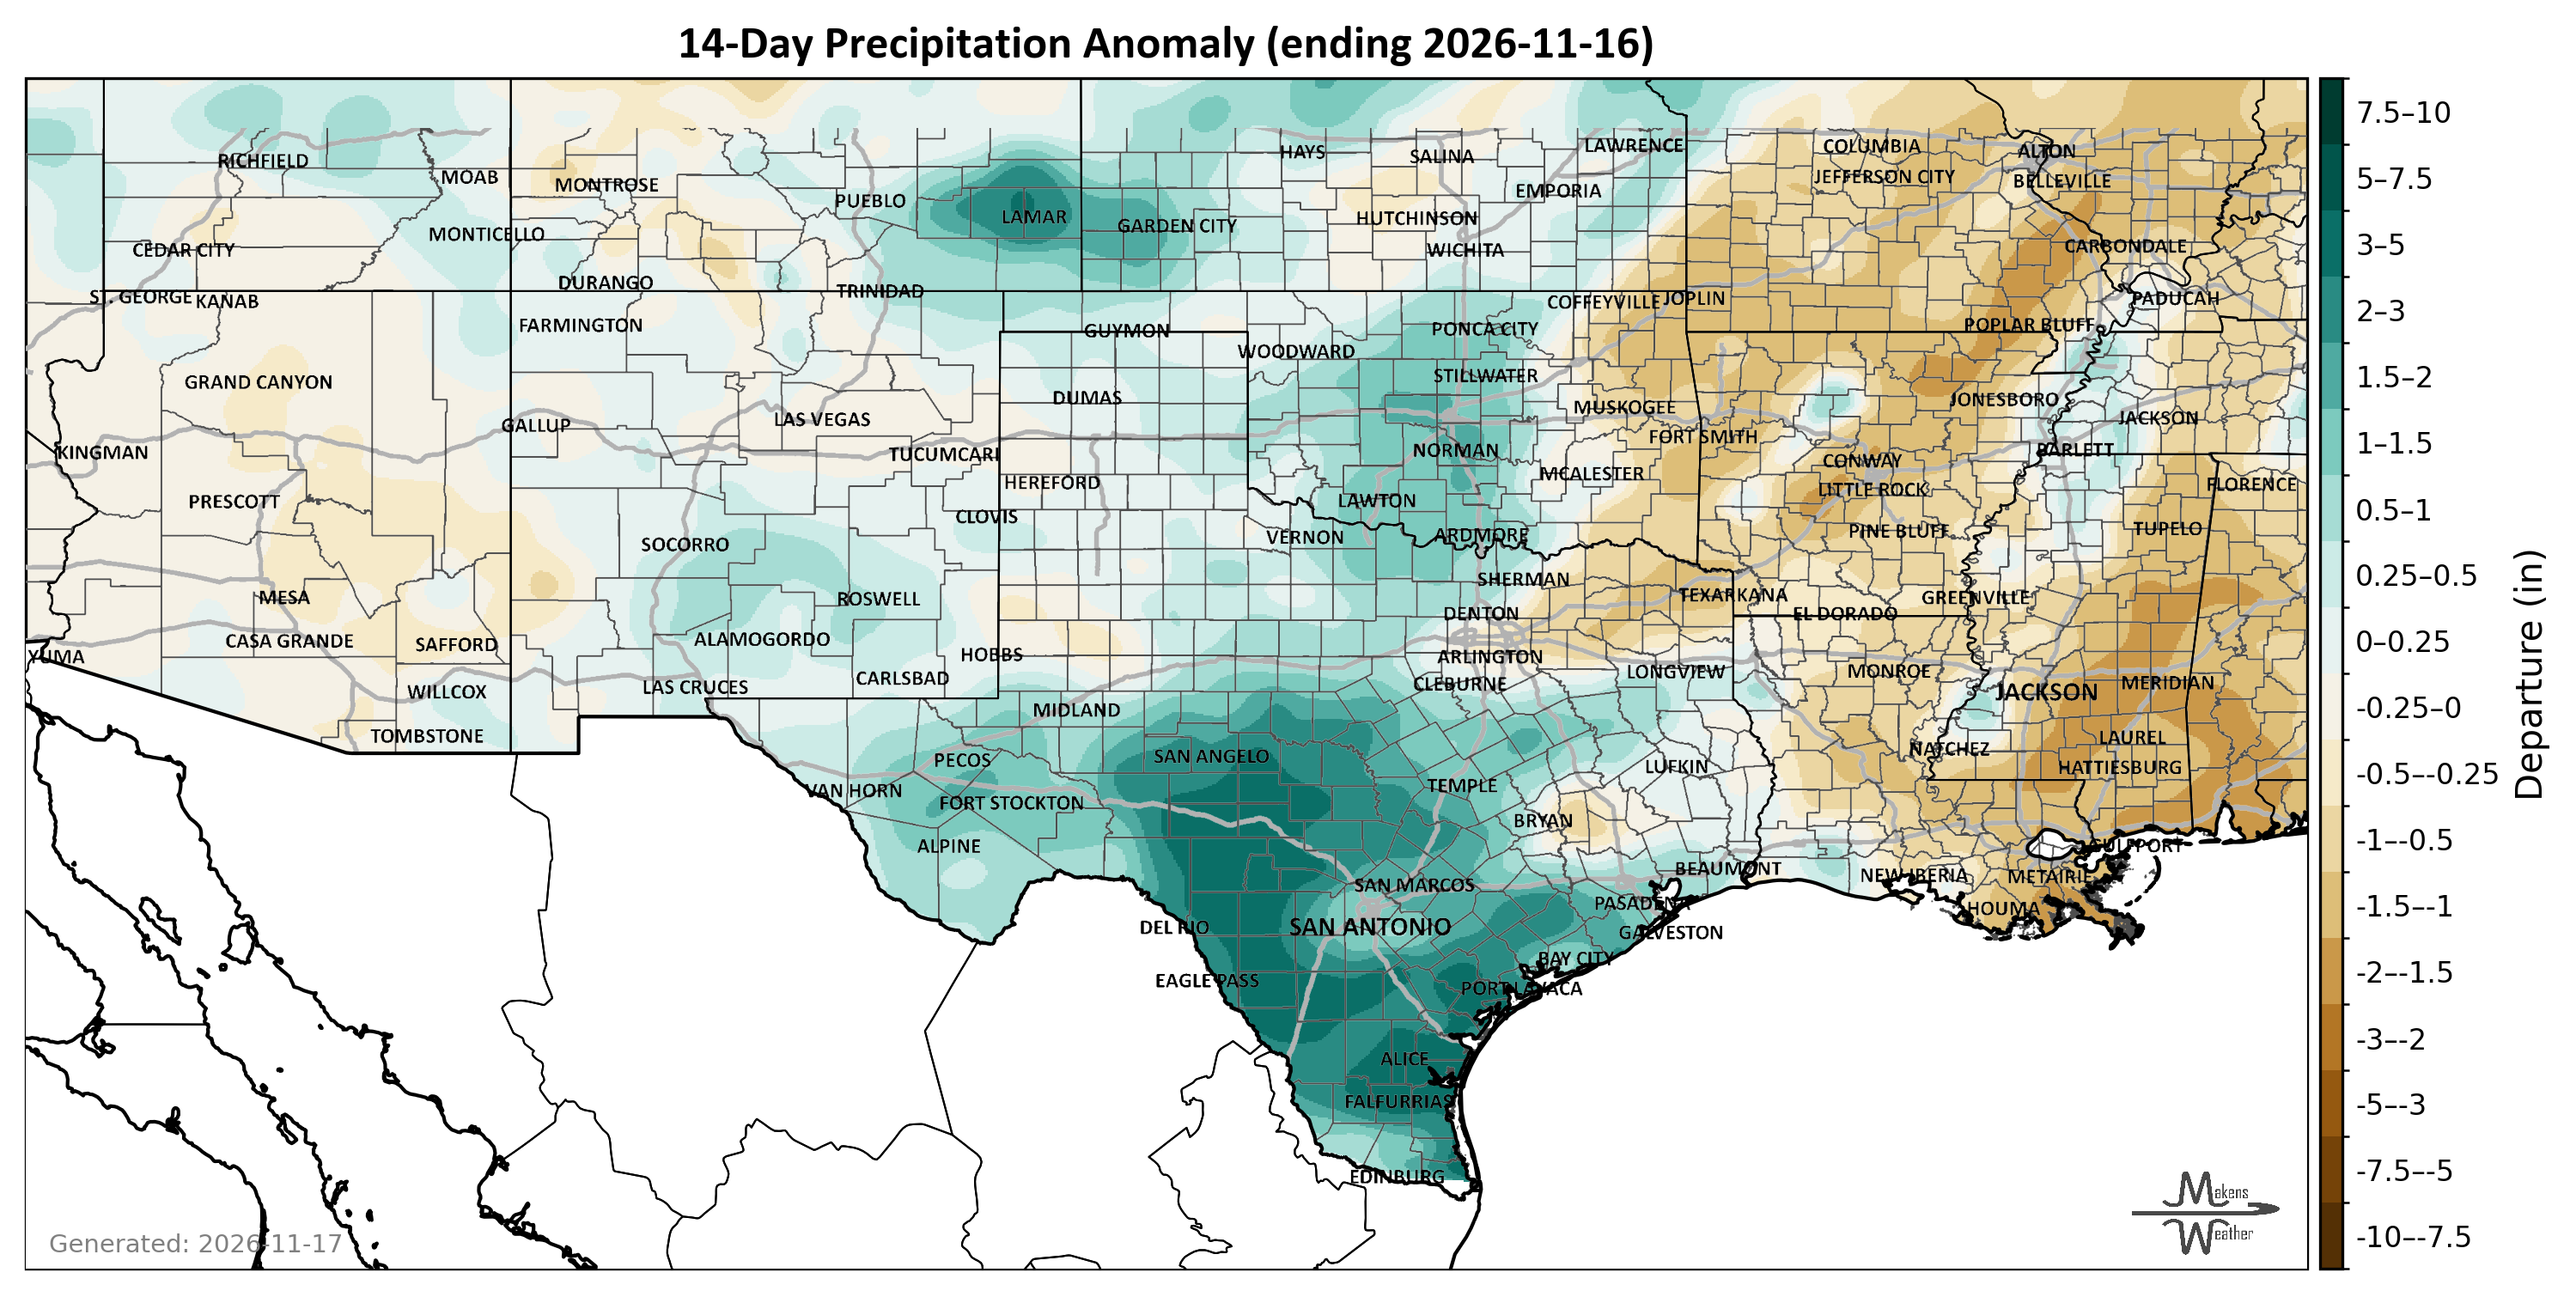 14-Day Precipitation Anomaly (ending 2026-11-16)
RICHFIELD
MOAB
MONTROSE
PUEBLO
LAMAR
GARDEN CITY
HAYS
SALINA
LAWRENCE
EMPORIA
HUTCHINSON
WICHITA
COLUMBIA
JEFFERSON CITY
ALTON
BELLEVILLE
CARBONDALE
MONTICELLO
CEDAR CITY
DURANGO
TRINIDAD
ST. GEORGE
KANAB
FARMINGTON
GUYMON
WOODWARD
PONCA CITY
COFFEYVILLE
JOPLIN
POPLAR BLUFF
PADUCAH
GRAND CANYON
DUMAS
STILLWATER
MUSKOGEE
JONESBORO
JACKSON
LAS VEGAS
GALLUP
KINGMAN
TUCUMCARI
NORMAN
FORT SMITH
CONWAY
BARLETT
HEREFORD
MCALESTER
LITTLE ROCK
FLORENCE
PRESCOTT
LAWTON
CLOVIS
VERNON
ARDMORE
PINE BLUFF
TUPELO
SOCORRO
SHERMAN
MESA
ROSWELL
DENTON
TEXARKANA
EL DORADO
GREENVILLE
CASA GRANDE
SAFFORD
ALAMOGORDO
HOBBS
ARLINGTON
YUMA
LONGVIEW
MONROE
JACKSON
MERIDIAN
WILLCOX
LAS CRUCES
CARLSBAD
CLEBURNE
MIDLAND
TOMBSTONE
SAN ANGELO
PECOS
NATCHEZ
LAUREL
HATTIESBURG
LUFKIN
VAN HORN
FORT STOCKTON
TEMPLE
BRYAN
ALPINE
GULFPORT
BEAUMONT
NEW IBERIA
METAIRIE
SAN MARCOS
PASADENA
HOUMA
DEL RIO
SAN ANTONIO
GALVESTON
BAY CITY
EAGLE PASS
PORT LAVACA
ALICE
FALFURRIAS
EDINBURG
Generated: 2026-11-17
Makens
Weather
7.5–10
5–7.5
3–5
2–3
1.5–2
1–1.5
0.5–1
0.25–0.5
0–0.25
-0.25–0
-0.5–-0.25
-1–-0.5
-1.5–-1
-2–-1.5
-3–-2
-5–-3
-7.5–-5
-10–-7.5
Departure (in)